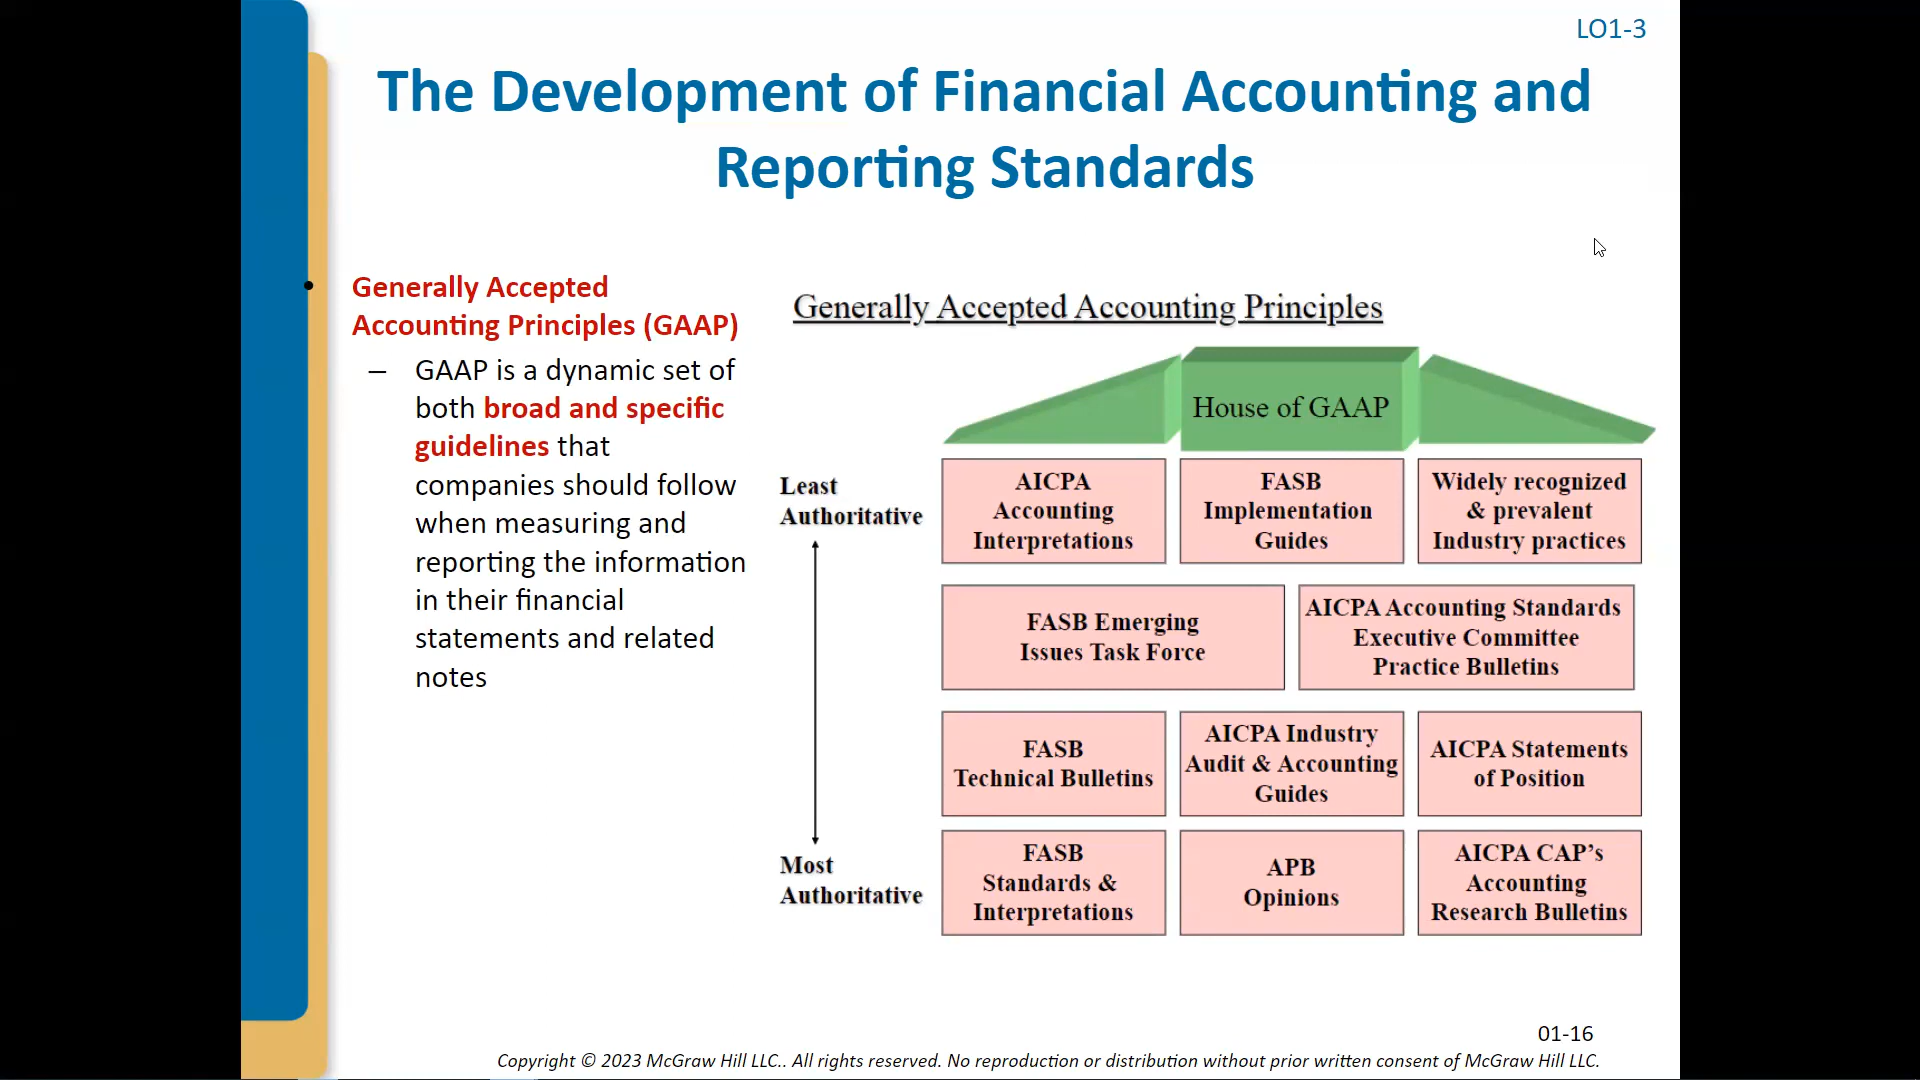 LO1-3
The Development of Financial Accounting and
Reporting Standards
• Generally Accepted
Accounting Principles (GAAP)
– GAAP is a dynamic set of
both broad and specific
guidelines that
companies should follow
when measuring and
reporting the information
in their financial
statements and related
notes
Generally Accepted Accounting Principles
House of GAAP
Least
Authoritative
AICPA
Accounting
Interpretations
FASB
Implementation
Guides
Widely recognized
& prevalent
Industry practices
FASB Emerging
Issues Task Force
AICPA Accounting Standards
Executive Committee
Practice Bulletins
FASB
Technical Bulletins
AICPA Industry
Audit & Accounting
Guides
AICPA Statements
of Position
Most
Authoritative
FASB
Standards &
Interpretations
APB
Opinions
AICPA CAP’s
Accounting
Research Bulletins
01-16
Copyright © 2023 McGraw Hill LLC.. All rights reserved. No reproduction or distribution without prior written consent of McGraw Hill LLC.